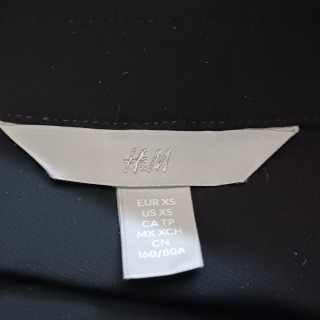 H&M
EUR XS
US XS
CA TP
MX XCH
CN
160/80A